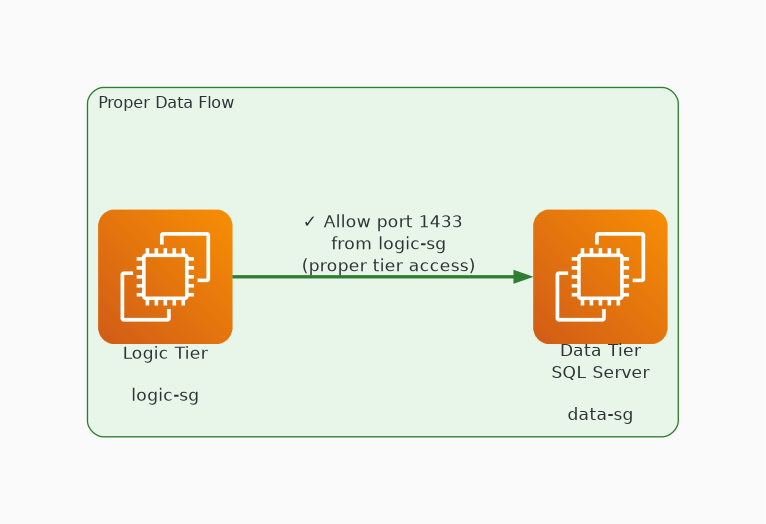 Proper Data Flow
✓ Allow port 1433
from logic-sg
(proper tier access)
Logic Tier
logic-sg
Data Tier
SQL Server
data-sg